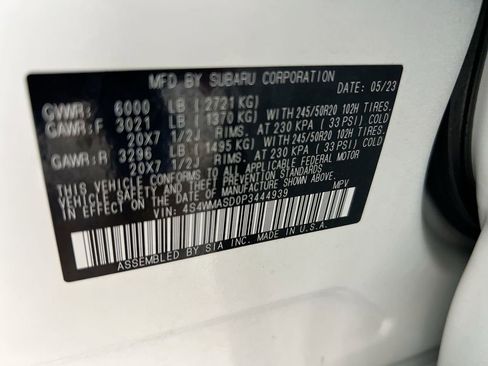 MFD BY SUBARU CORPORATION DATE: 05/23
GVWR: 6000 LB (2721 KG)
GAWR:F 3021 LB (1370 KG) WITH 245/50R20 102H TIRES,
20X7 1/2J RIMS, AT 230 KPA (33 PSI) COLD
GAWR:R 3296 LB (1495 KG) WITH 245/50R20 102H TIRES,
20X7 1/2J RIMS, AT 230 KPA (33 PSI) COLD
THIS VEHICLE CONFORMS TO ALL APPLICABLE FEDERAL MOTOR
VEHICLE SAFETY AND THEFT PREVENTION STANDARDS
IN EFFECT ON THE DATE OF MANUFACTURE SHOWN ABOVE.
VIN: 4S4WMASD0P3444939 MPV
ASSEMBLED BY SIA INC. MADE IN U.S.A.